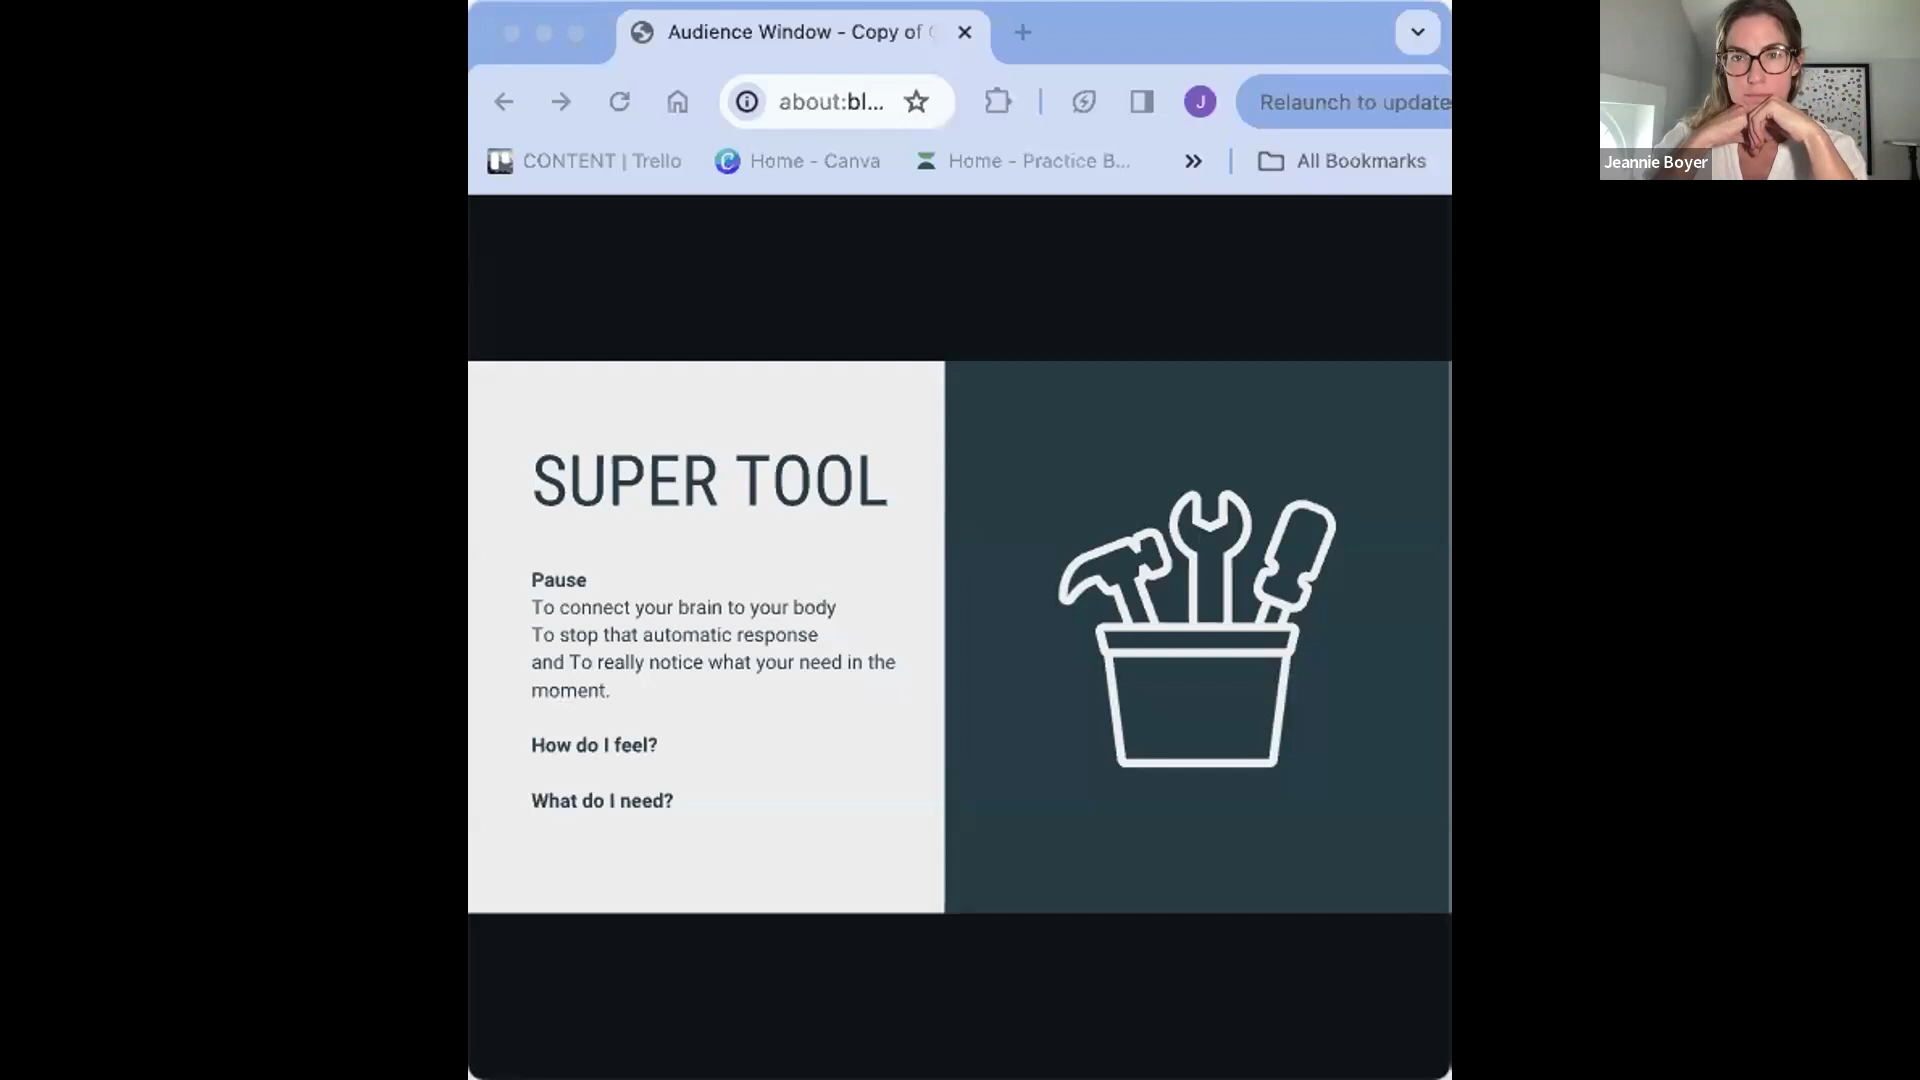 Audience Window - Copy of
about:bl...
J
Relaunch to update
CONTENT | Trello
Home - Canva
Home - Practice B...
All Bookmarks
Jeannie Boyer
SUPER TOOL
Pause
To connect your brain to your body
To stop that automatic response
and To really notice what your need in the
moment.
How do I feel?
What do I need?